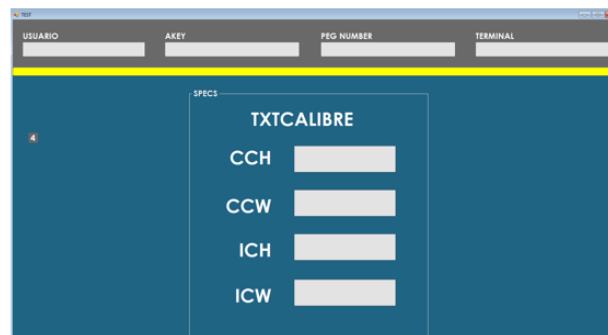 TEST
USUARIO AKEY PEG NUMBER TERMINAL
SPECS
TXTCALIBRE
4
CCH
CCW
ICH
ICW